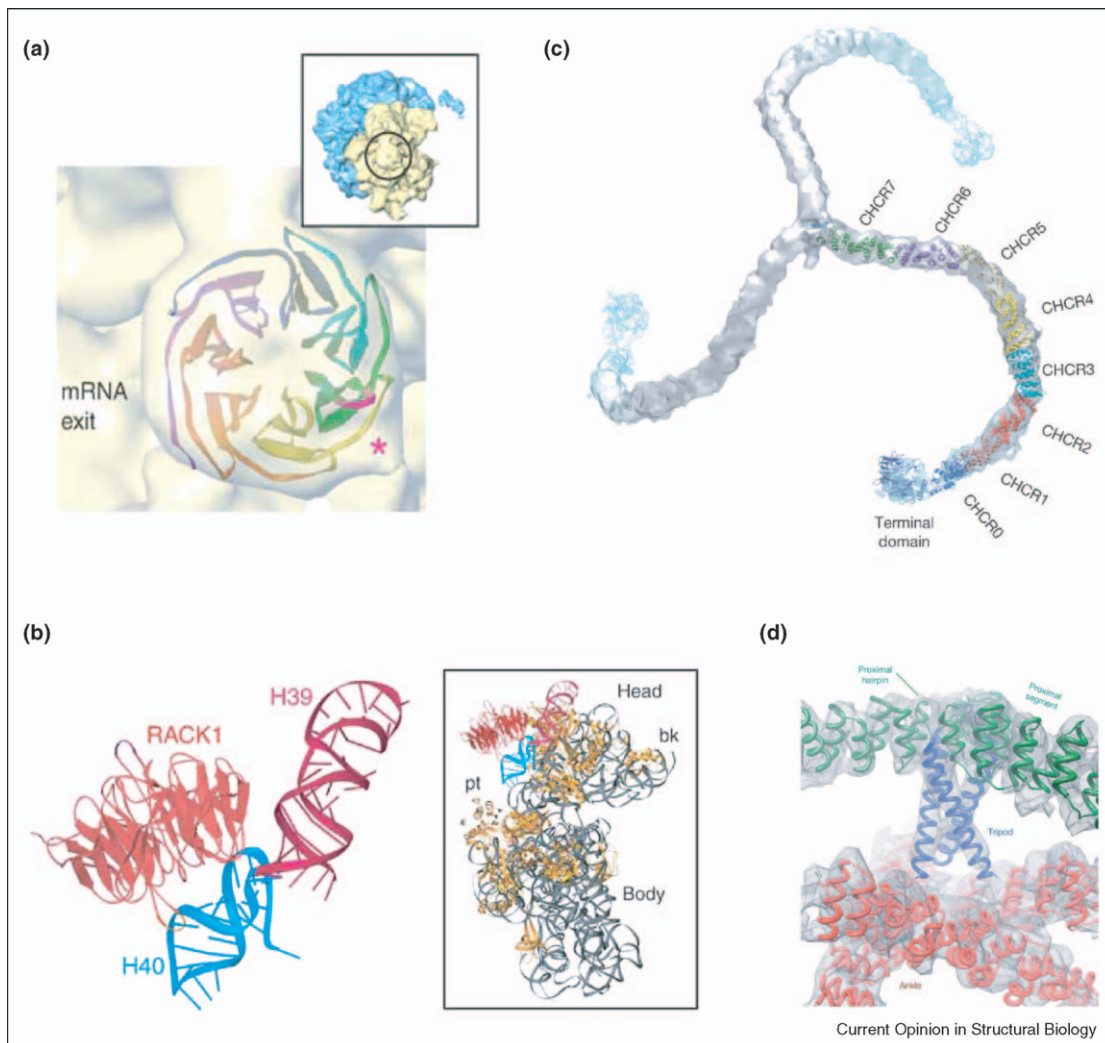 (a)
mRNA
exit
*
(c)
CHCR7
CHCR6
CHCR5
CHCR4
CHCR3
CHCR2
CHCR1
CHCR0
Terminal
domain
(b)
RACK1
H39
H40
Head
bk
pt
Body
(d)
Proximal
hairpin
Proximal
segment
Tripod
Ankle
Current Opinion in Structural Biology